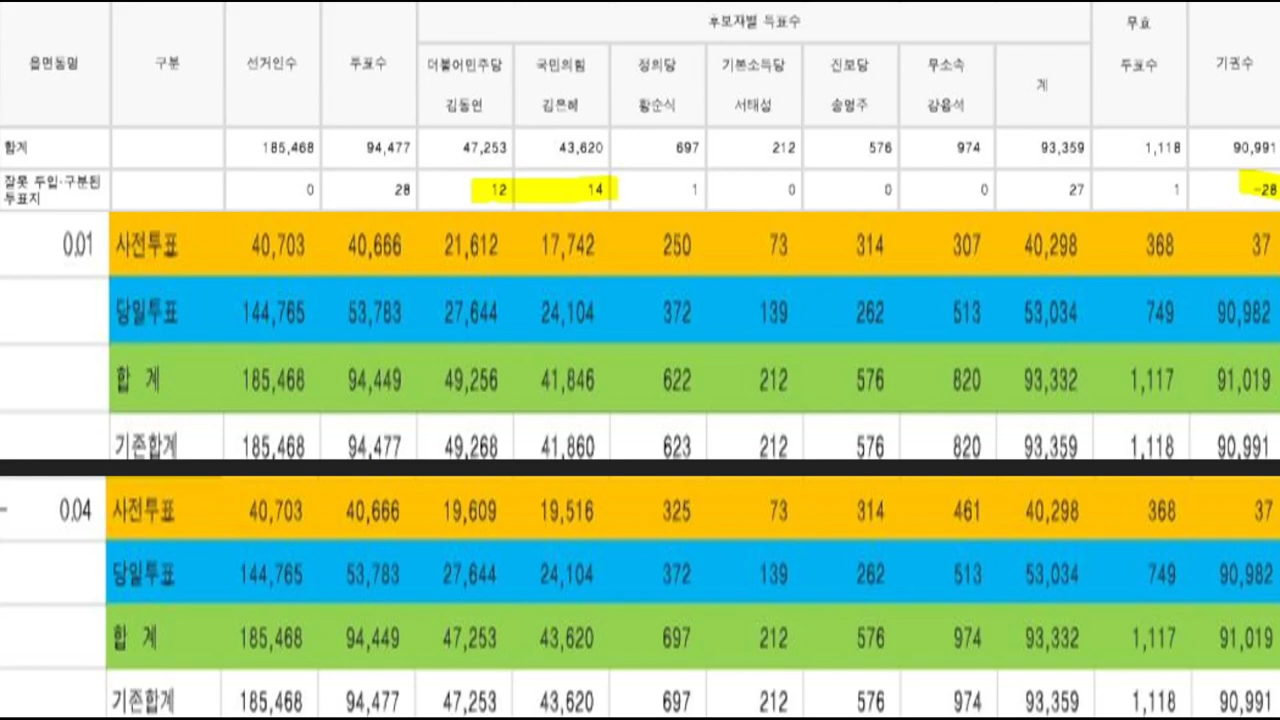 읍면동명 구분 선거인수 투표수 후보자별 득표수 무효 투표수 기권수
더불어민주당 국민의힘 정의당 기본소득당 진보당 무소속 계
김동연 김은혜 황순식 서태성 송영주 강용석
합계 185,468 94,477 47,253 43,620 697 212 576 974 93,359 1,118 90,991
잘못 투입·구분된 투표지 0 28 12 14 1 0 0 0 27 1 -28
0.01 사전투표 40,703 40,666 21,612 17,742 250 73 314 307 40,298 368 37
당일투표 144,765 53,783 27,644 24,104 372 139 262 513 53,034 749 90,982
합 계 185,468 94,449 49,256 41,846 622 212 576 820 93,332 1,117 91,019
기존합계 185,468 94,477 49,268 41,860 623 212 576 820 93,359 1,118 90,991
- 0.04 사전투표 40,703 40,666 19,609 19,516 325 73 314 461 40,298 368 37
당일투표 144,765 53,783 27,644 24,104 372 139 262 513 53,034 749 90,982
합 계 185,468 94,449 47,253 43,620 697 212 576 974 93,332 1,117 91,019
기존합계 185,468 94,477 47,253 43,620 697 212 576 974 93,359 1,118 90,991